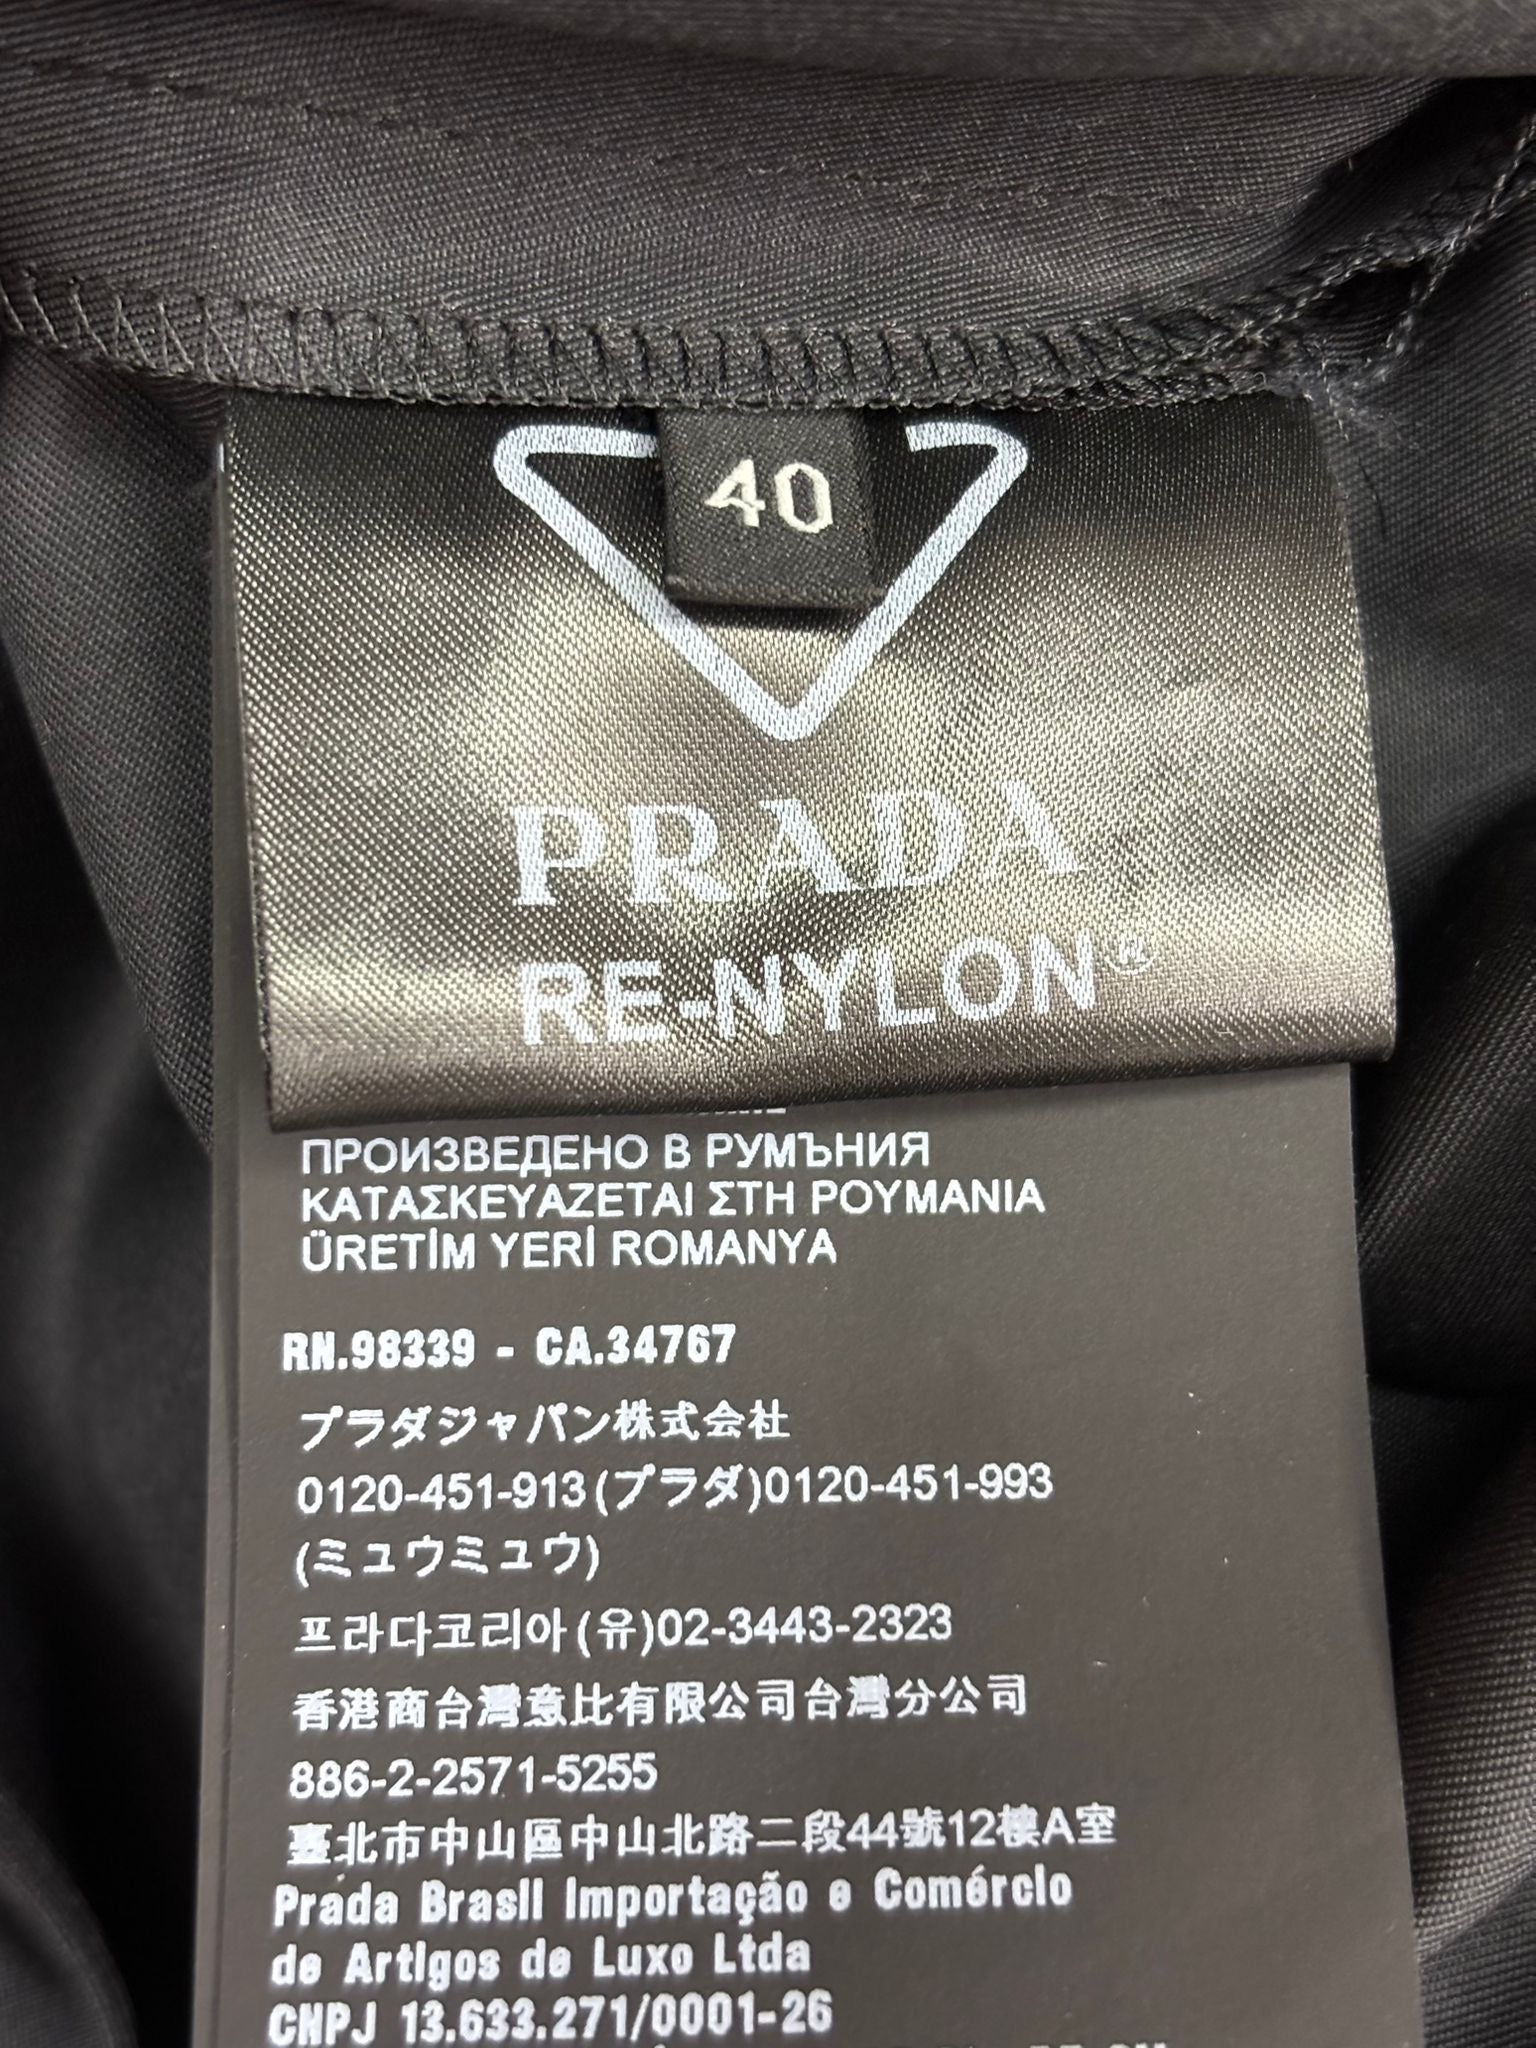 40
PRADA
RE-NYLON®
ПРОИЗВЕДЕНО В РУМЪНИЯ
ΚΑΤΑΣΚΕΥΑΖΕΤΑΙ ΣΤΗ ΡΟΥΜΑΝΙΑ
ÜRETİM YERİ ROMANYA
RN.98339 - CA.34767
プラダジャパン株式会社
0120-451-913(プラダ)0120-451-993
(ミュウミュウ)
프라다코리아(유)02-3443-2323
香港商台灣意比有限公司台灣分公司
886-2-2571-5255
臺北市中山區中山北路二段44號12樓A室
Prada Brasil Importação e Comércio
de Artigos de Luxo Ltda
CNPJ 13.633.271/0001-26